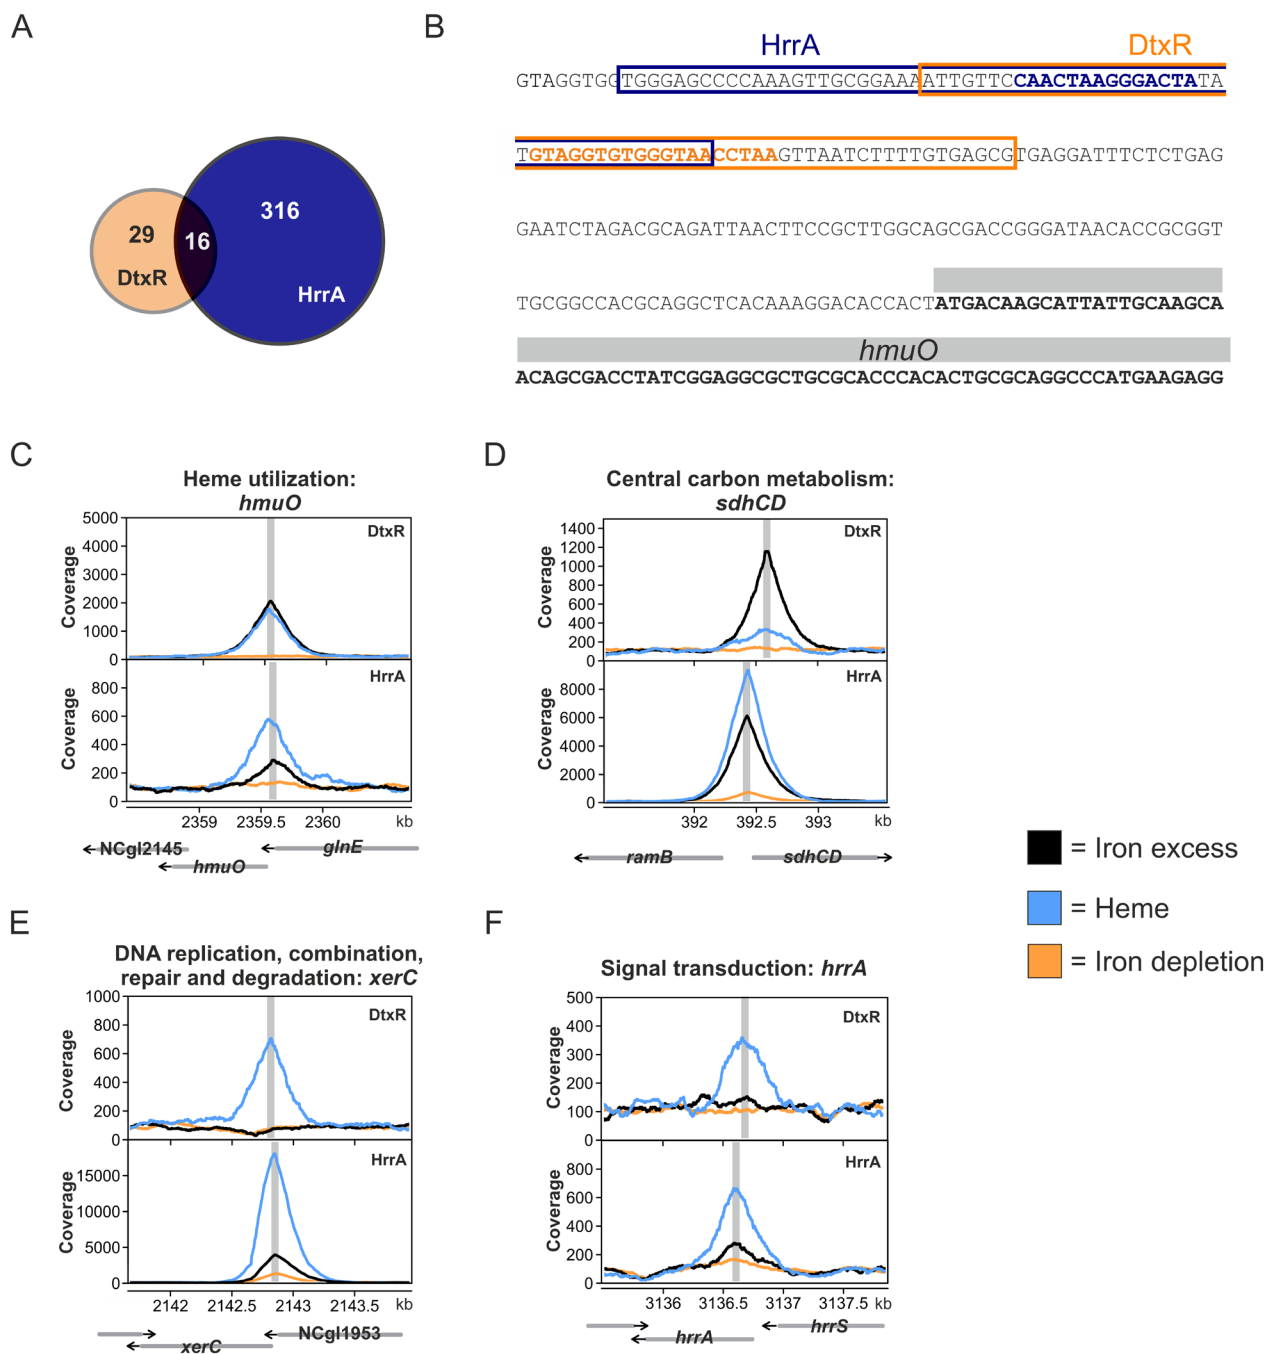 A
29
16
316
DtxR
HrrA
B
HrrA
DtxR
GTAGGTGGTGGGAGCCCCCAAAGTTGCGGAAAATTGTTCCAACTAAGGGACTATA
TGTAGGTGTGGGTAACCTAAGTTAATCTTTTGTGAGCGTGAGGATTTCTCTGAG
GAATCTAGACGCAGATTAACTTCCGCTTGGCAGCGACCGGGATAACACCGCGGT
TGCGGCCACGCAGGCTCACAAAGGACACCACTATGACAAGCATTATTGCAAGCA
hmuO
ACAGCGACCTATCGGAGGCGCTGCGCACCCACACTGCGCAGGCCCATGAAGAGG
C
Heme utilization:
hmuO
5000
4000
3000
2000
1000
0
Coverage
DtxR
800
600
400
200
0
Coverage
HrrA
2359
2359.5
2360
kb
NCgl2145
hmuO
glnE
D
Central carbon metabolism:
sdhCD
1400
1200
1000
800
600
400
200
0
Coverage
DtxR
8000
6000
4000
2000
0
Coverage
HrrA
392
392.5
393
kb
ramB
sdhCD
= Iron excess
= Heme
= Iron depletion
E
DNA replication, combination,
repair and degradation: xerC
1000
800
600
400
200
0
Coverage
DtxR
15000
10000
5000
0
Coverage
HrrA
2142
2142.5
2143
2143.5
kb
xerC
NCgl1953
F
Signal transduction: hrrA
500
400
300
200
100
0
Coverage
DtxR
800
600
400
200
0
Coverage
HrrA
3136
3136.5
3137
3137.5
kb
hrrA
hrrS